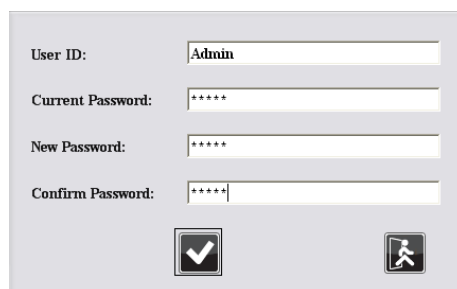 User ID: Admin
Current Password: *****
New Password: *****
Confirm Password: *****